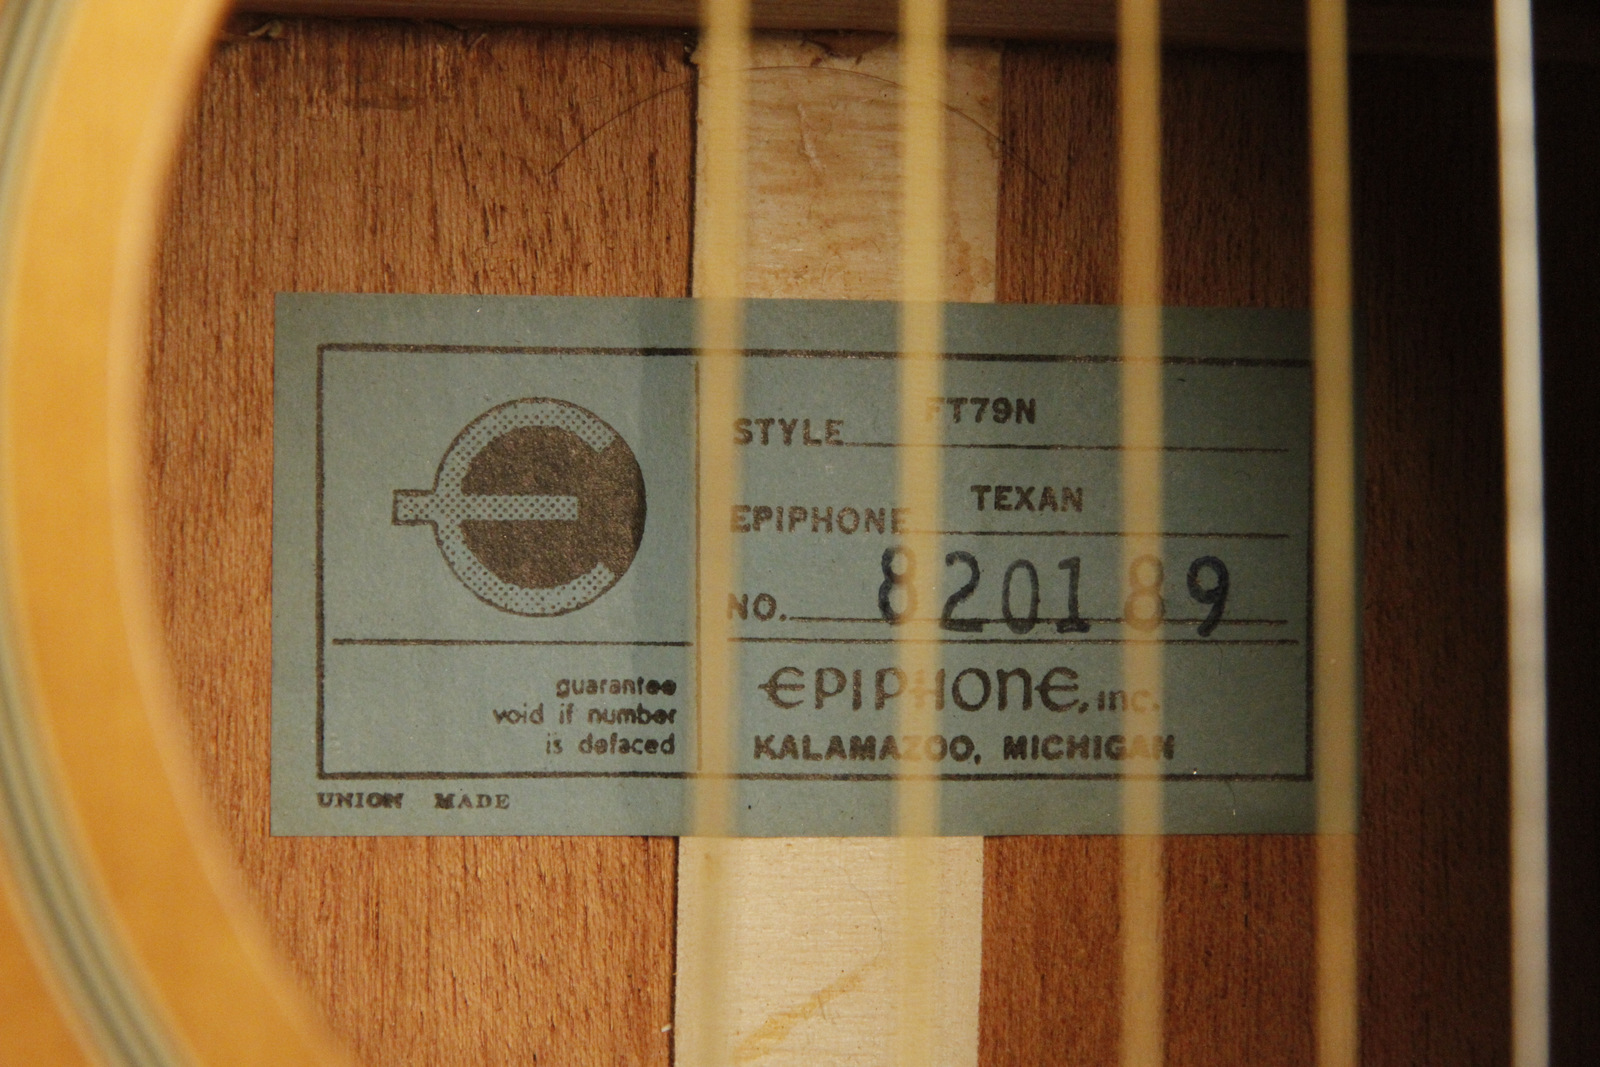 STYLE FT79N
EPIPHONE TEXAN
NO. 820189
guarantee
void if number
is defaced
EPIPHONE, inc.
KALAMAZOO, MICHIGAN
UNION MADE